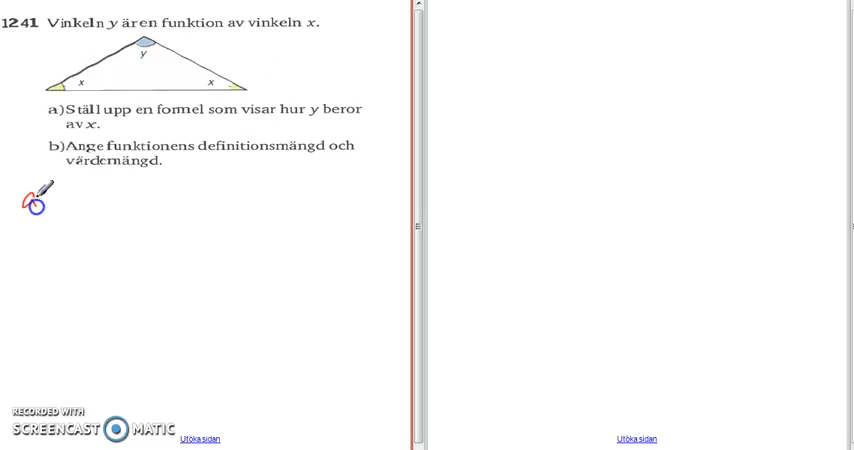 1241 Vinkeln y är en funktion av vinkeln x.
y
x x
a) Ställ upp en formel som visar hur y beror
av x.
b) Ange funktionens definitionsmängd och
värdemängd.
RECORDED WITH
SCREENCAST MATIC
Utöka sidan Utöka sidan